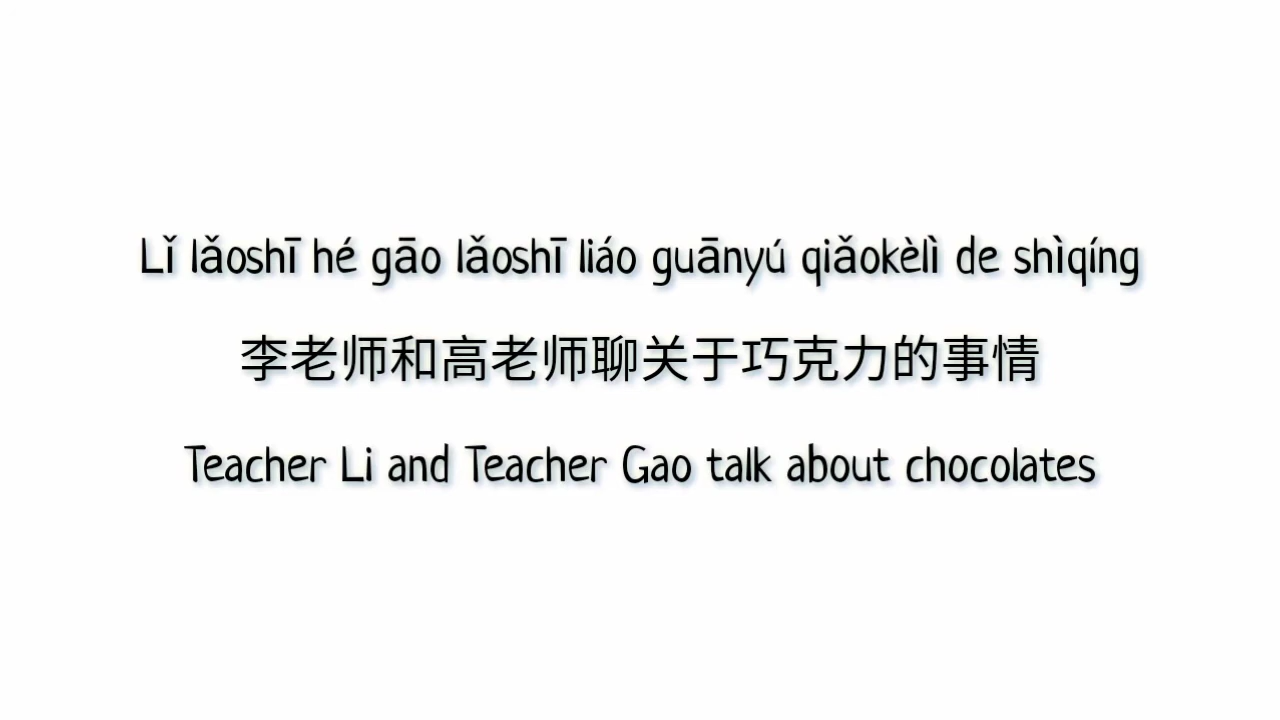 Lǐ lǎoshī hé gāo lǎoshī liáo guānyú qiǎokèlì de shìqíng
李老师和高老师聊关于巧克力的事情
Teacher Li and Teacher Gao talk about chocolates